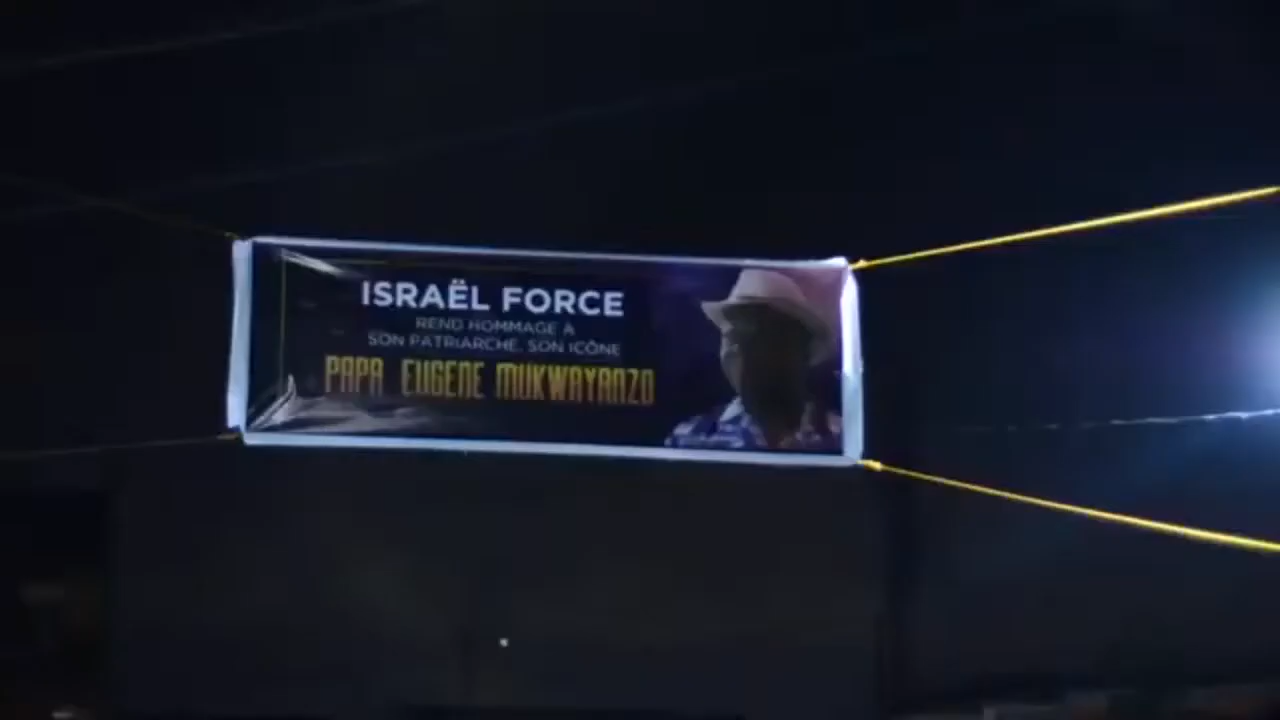 ISRAËL FORCE
REND HOMMAGE À
SON PATRIARCHE, SON ICÔNE
PAPA EUGENE MUKWAYANZO